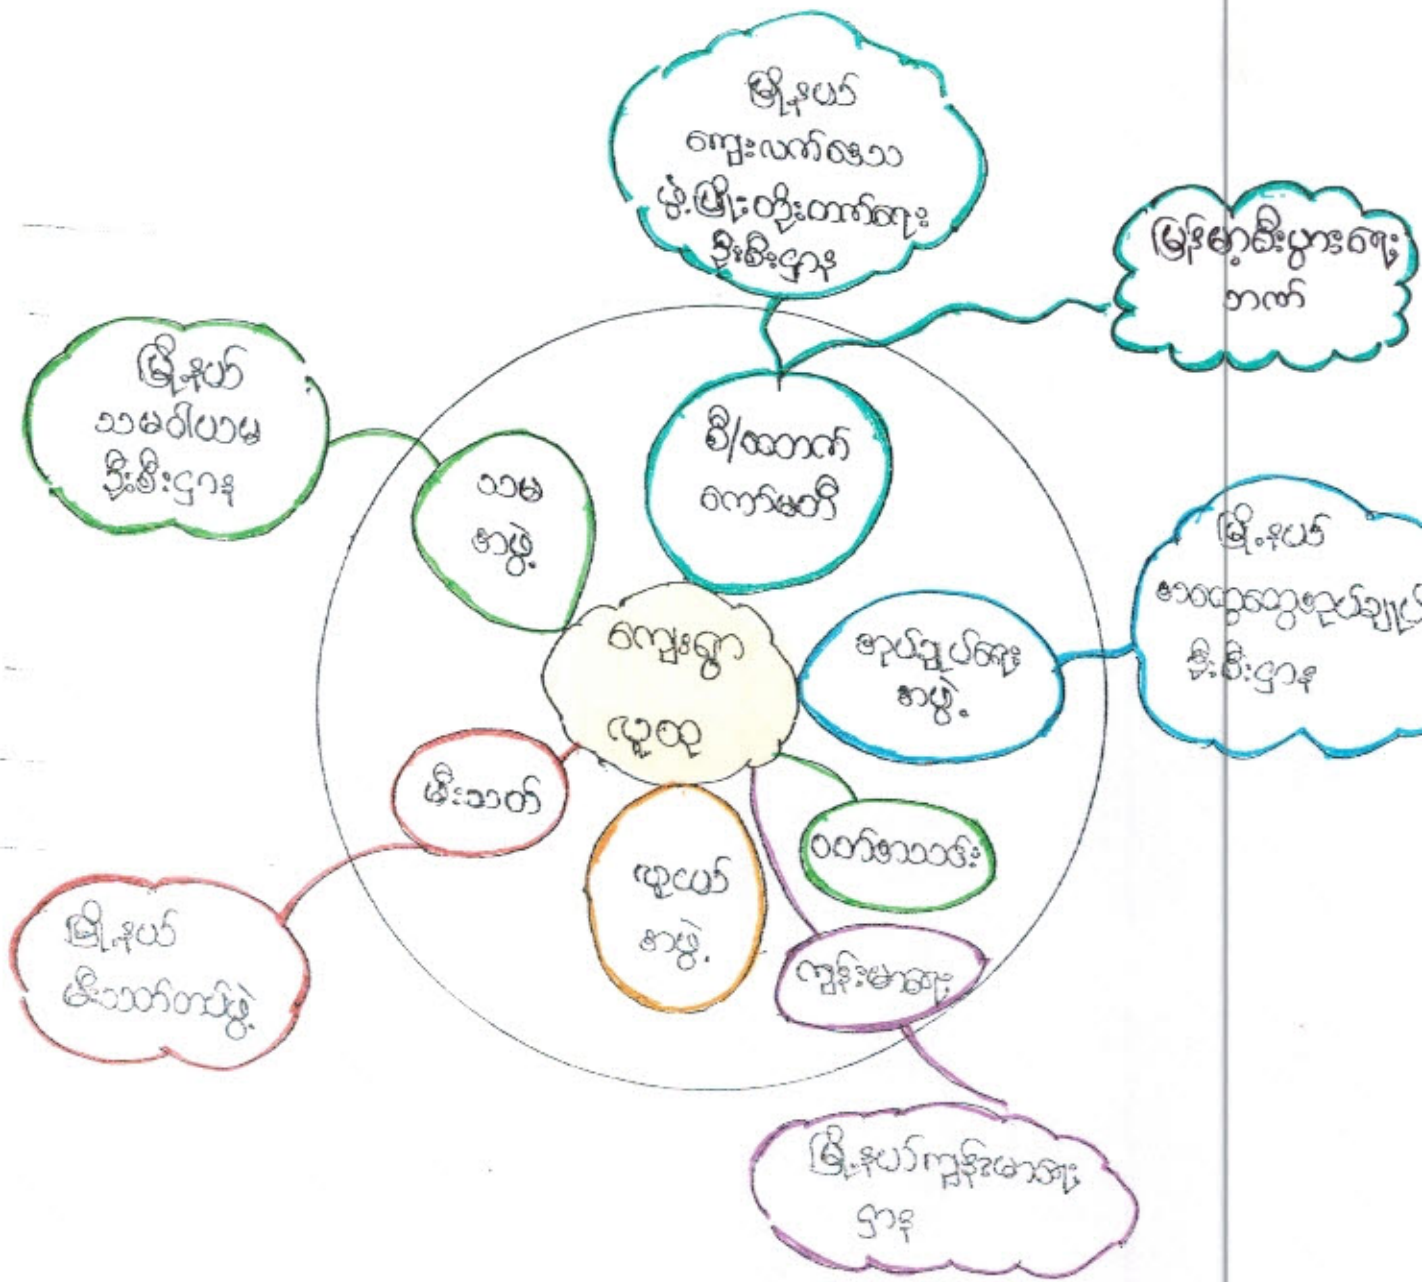 မြို့နယ်
ကျေးလက်ဒေသ
ဖွံ့ဖြိုးတိုးတက်ရေး
ဦးစီးဌာန
မြန်မာ့စီးပွားရေး
ဘဏ်
မြို့နယ်
သမဝါယမ
ဦးစီးဌာန
သမ
အဖွဲ့
စီ/ထောက်
ကော်မတီ
မြို့နယ်
အထွေထွေအုပ်ချုပ်
ဦးစီးဌာန
ကျေးရွာ
လူထု
အုပ်ချုပ်ရေး
အဖွဲ့
မီးသတ်
ဝတ်အသင်း
လူငယ်
အဖွဲ့
ကျန်းမာရေး
မြို့နယ်
မီးသတ်တပ်ဖွဲ့
မြို့နယ်ကျန်းမာရေး
ဌာန